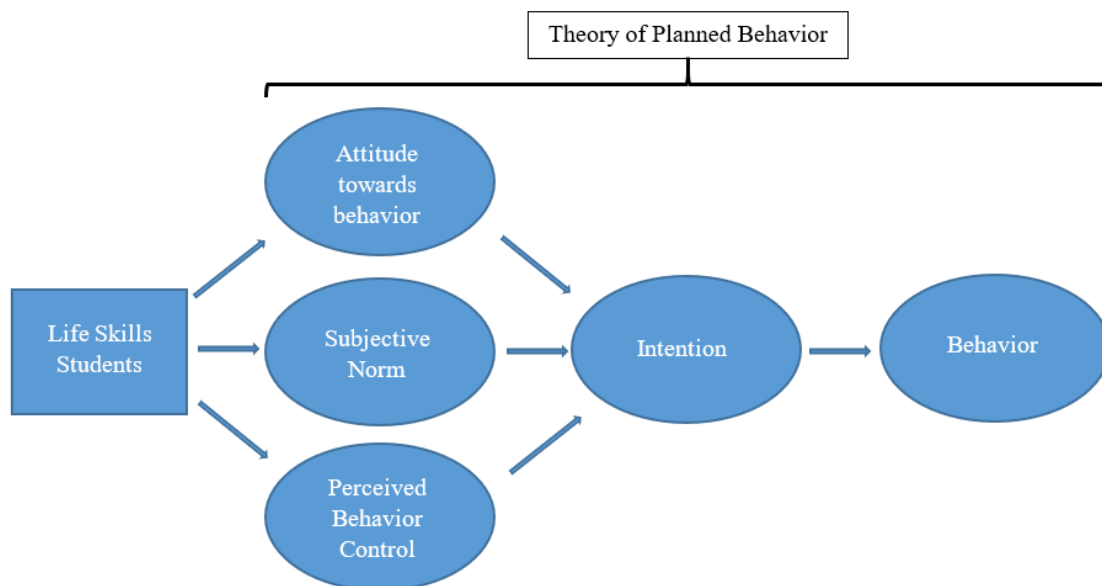 Theory of Planned Behavior
Attitude
towards
behavior
Life Skills
Students
Subjective
Norm
Intention
Behavior
Perceived
Behavior
Control